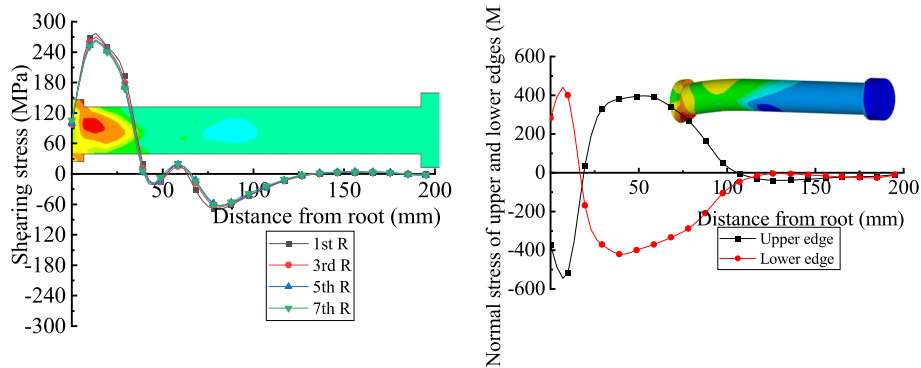 Shearing stress (MPa)
300
240
180
120
60
0
-60
-120
-180
-240
-300
50
100
150
200
Distance from root (mm)
1st R
3rd R
5th R
7th R
Normal stress of upper and lower edges (M
600
400
200
0
-200
-400
-600
50
100
150
200
Distance from root (mm)
Upper edge
Lower edge